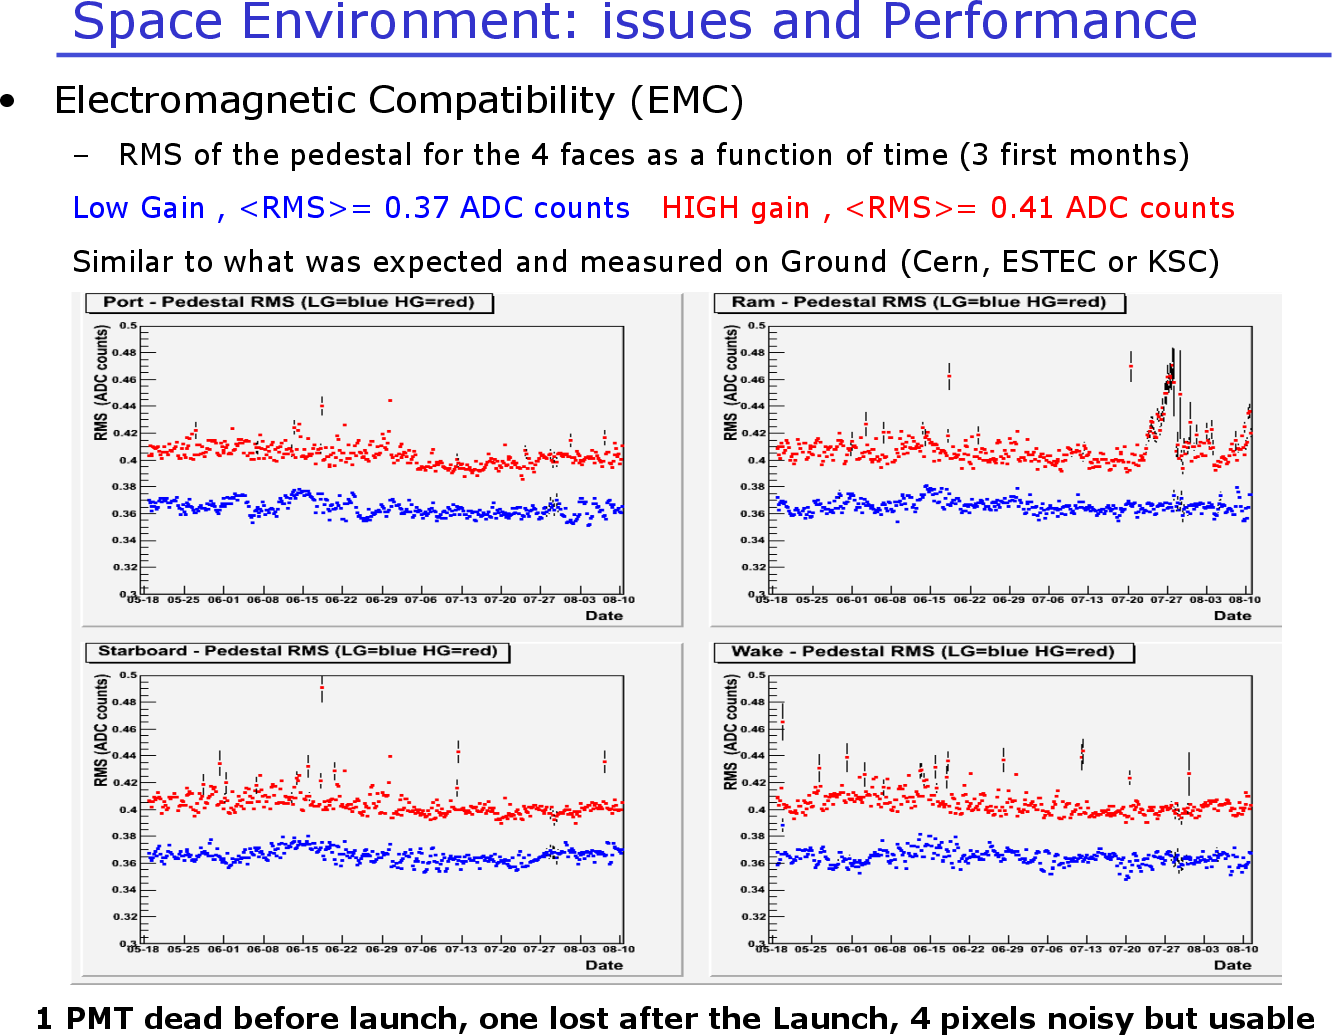 Space Environment: issues and Performance
• Electromagnetic Compatibility (EMC)
– RMS of the pedestal for the 4 faces as a function of time (3 first months)
Low Gain , <RMS>= 0.37 ADC counts HIGH gain , <RMS>= 0.41 ADC counts
Similar to what was expected and measured on Ground (Cern, ESTEC or KSC)
Port - Pedestal RMS (LG=blue HG=red)
RMS (ADC counts)
0.5
0.48
0.46
0.44
0.42
0.4
0.38
0.36
0.34
0.32
0.3
05-18 05-25 06-01 06-08 06-15 06-22 06-29 07-06 07-13 07-20 07-27 08-03 08-10
Date
Ram - Pedestal RMS (LG=blue HG=red)
RMS (ADC counts)
0.5
0.48
0.46
0.44
0.42
0.4
0.38
0.36
0.34
0.32
0.3
05-18 05-25 06-01 06-08 06-15 06-22 06-29 07-06 07-13 07-20 07-27 08-03 08-10
Date
Starboard - Pedestal RMS (LG=blue HG=red)
RMS (ADC counts)
0.5
0.48
0.46
0.44
0.42
0.4
0.38
0.36
0.34
0.32
0.3
05-18 05-25 06-01 06-08 06-15 06-22 06-29 07-06 07-13 07-20 07-27 08-03 08-10
Date
Wake - Pedestal RMS (LG=blue HG=red)
RMS (ADC counts)
0.5
0.48
0.46
0.44
0.42
0.4
0.38
0.36
0.34
0.32
0.3
05-18 05-25 06-01 06-08 06-15 06-22 06-29 07-06 07-13 07-20 07-27 08-03 08-10
Date
1 PMT dead before launch, one lost after the Launch, 4 pixels noisy but usable